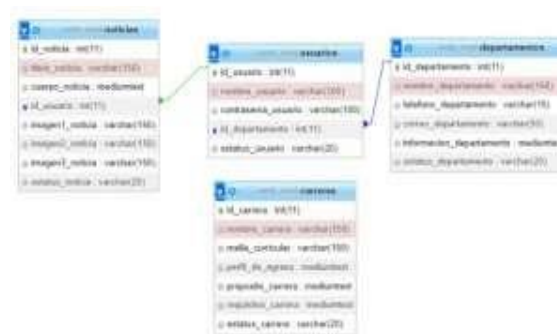 noticias
id_noticia : int(11)
titulo_noticia : varchar(150)
cuerpo_noticia : mediumtext
id_usuario : int(11)
imagen1_noticia : varchar(150)
imagen2_noticia : varchar(150)
imagen3_noticia : varchar(150)
estatus_noticia : varchar(20)
usuarios
id_usuario : int(11)
nombre_usuario : varchar(100)
contrasena_usuario : varchar(100)
id_departamento : int(11)
estatus_usuario : varchar(20)
departamentos
id_departamento : int(11)
nombre_departamento : varchar(150)
telefono_departamento : varchar(15)
correo_departamento : varchar(50)
informacion_departamento : mediumtext
estatus_departamento : varchar(20)
carreras
id_carrera : int(11)
nombre_carrera : varchar(150)
malla_curricular : varchar(150)
perfil_de_egreso : mediumtext
proposito_carrera : mediumtext
requisitos_carrera : mediumtext
estatus_carrera : varchar(20)